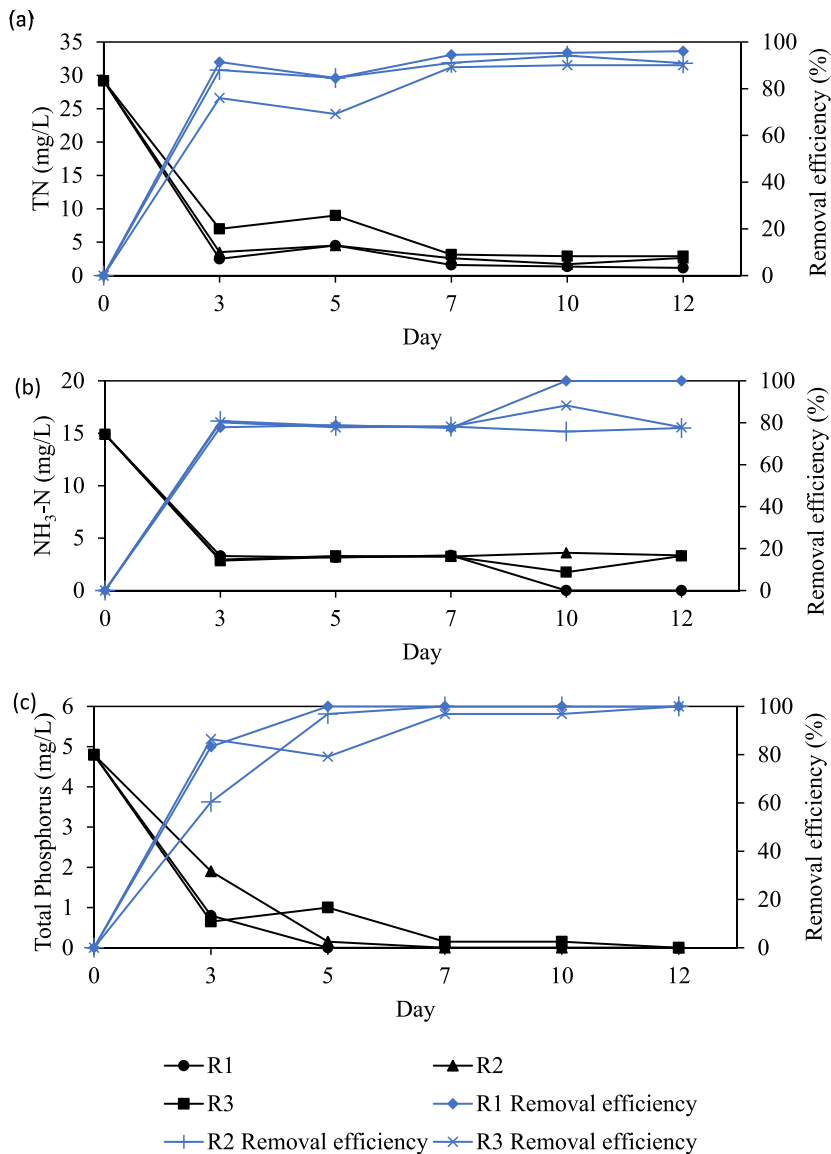 (a)
35
30
25
20
15
10
5
0
TN (mg/L)
100
80
60
40
20
0
Removal efficiency (%)
0 3 5 7 10 12
Day
(b)
20
15
10
5
0
NH₃-N (mg/L)
100
80
60
40
20
0
Removal efficiency (%)
0 3 5 7 10 12
Day
(c)
6
5
4
3
2
1
0
Total Phosphorus (mg/L)
100
80
60
40
20
0
Removal efficiency (%)
0 3 5 7 10 12
Day
R1 R2
R3 R1 Removal efficiency
R2 Removal efficiency R3 Removal efficiency